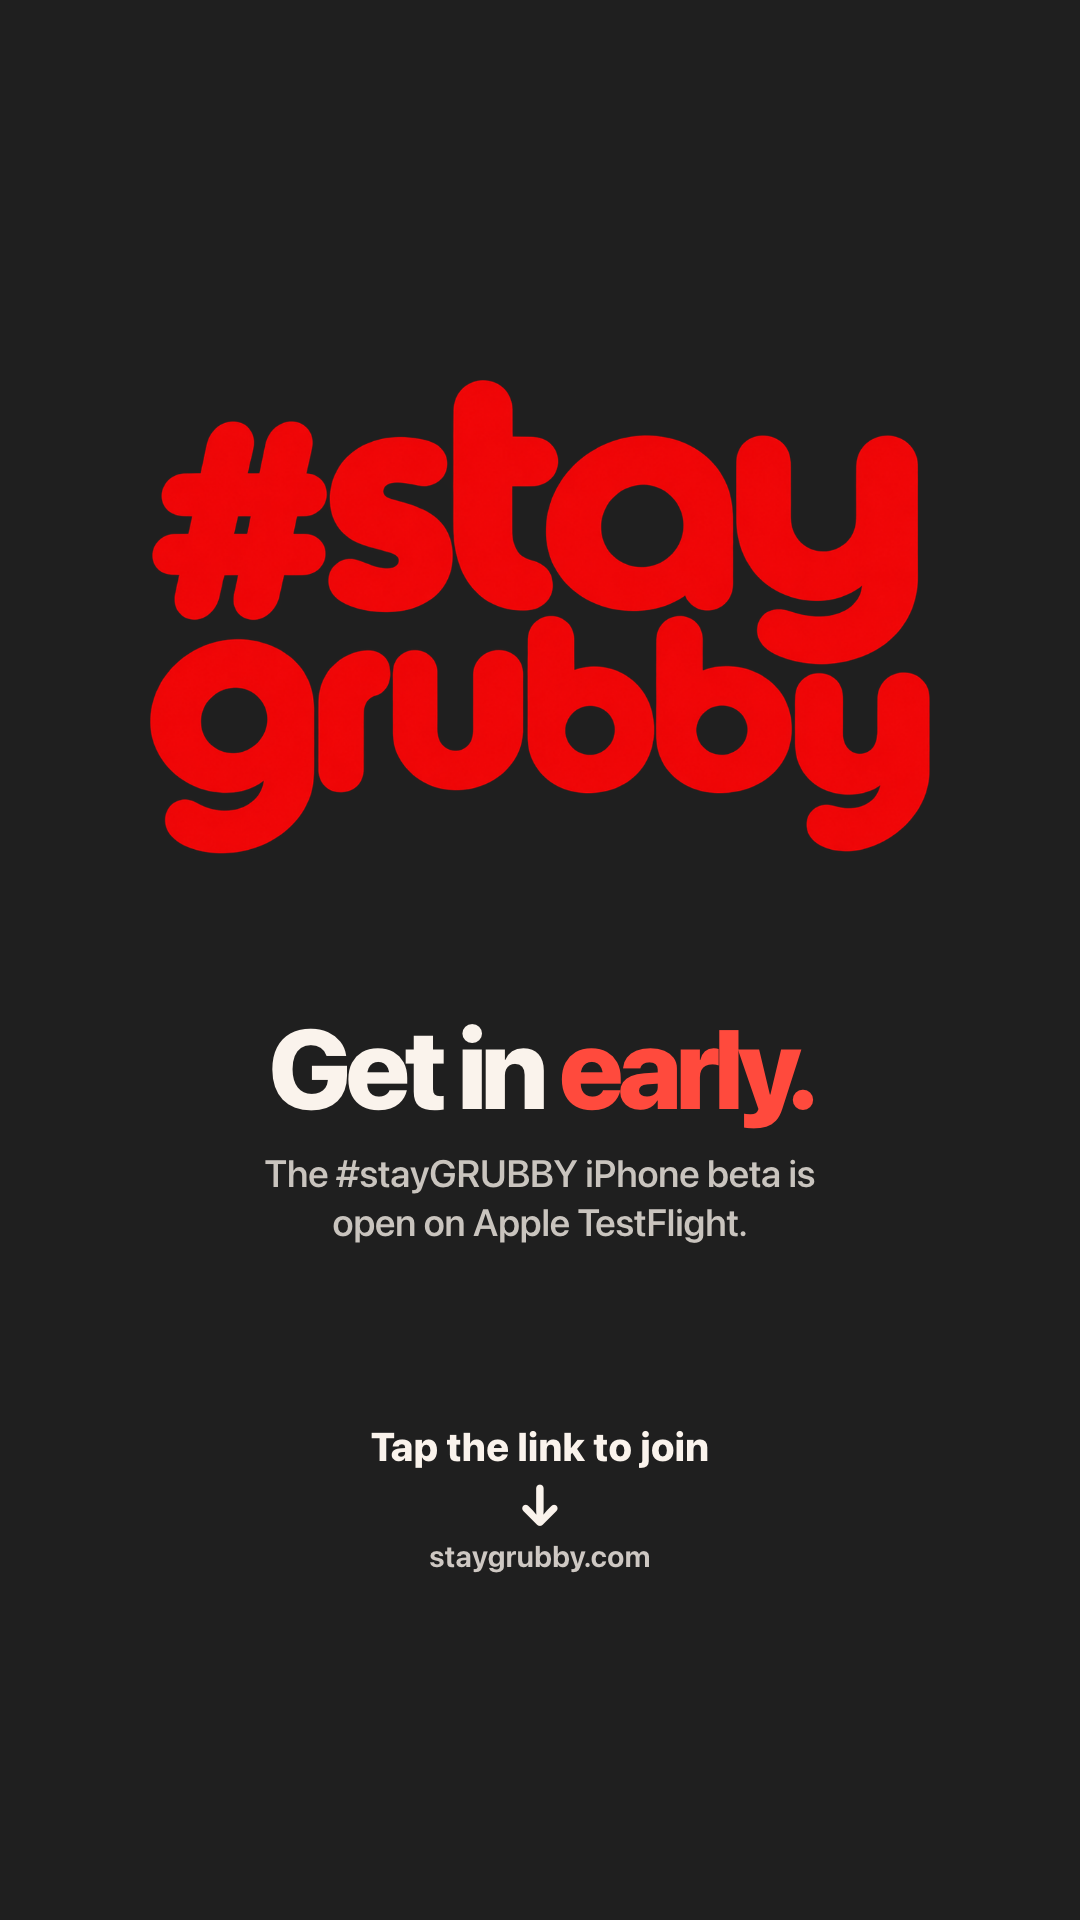 #stay
grubby
Get in early.
The #stayGRUBBY iPhone beta is
open on Apple TestFlight.
Tap the link to join
staygrubby.com